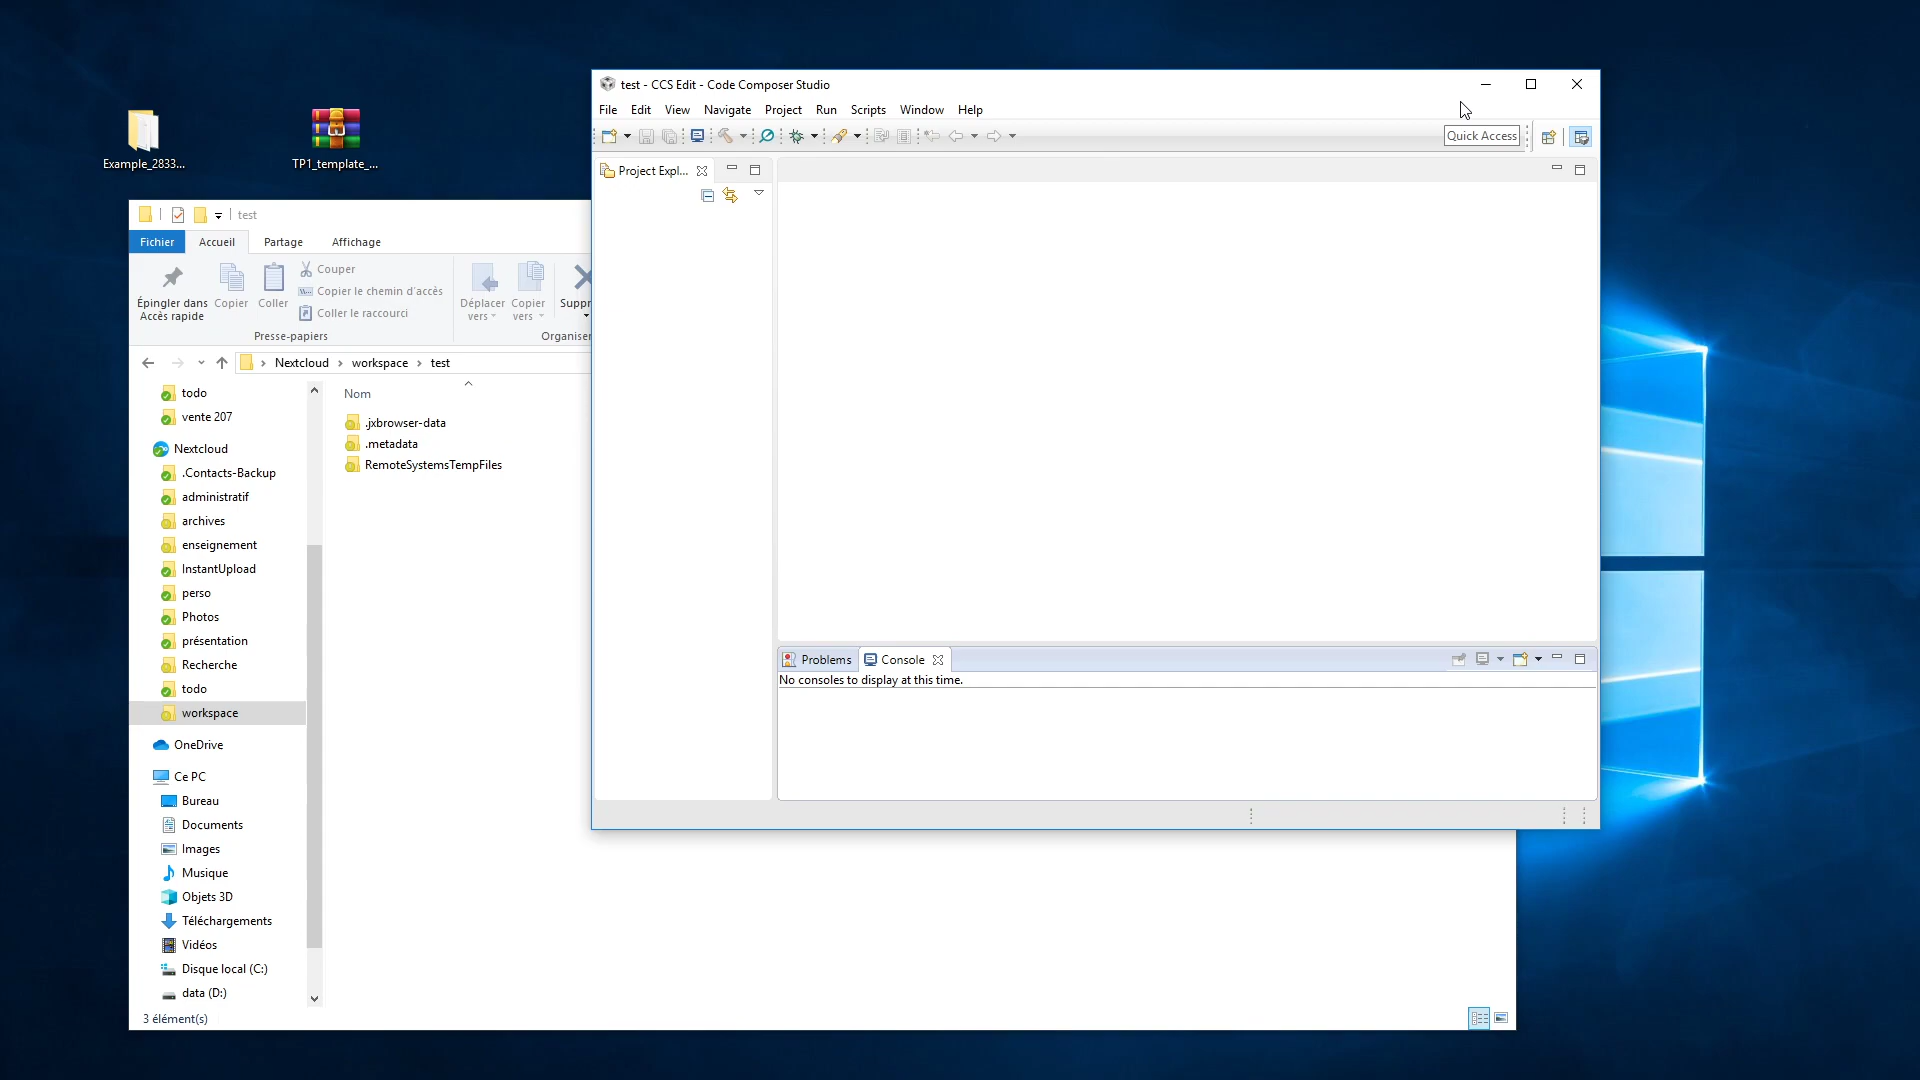 Example_2833...
TP1_template_...
test - CCS Edit - Code Composer Studio
File Edit View Navigate Project Run Scripts Window Help
Quick Access
Project Expl...
test
Fichier Accueil Partage Affichage
Épingler dans
Accès rapide
Copier
Coller
Couper
Copier le chemin d'accès
Coller le raccourci
Presse-papiers
Déplacer
vers
Copier
vers
Suppr
Organiser
Nextcloud > workspace > test
todo
vente 207
Nextcloud
.Contacts-Backup
administratif
archives
enseignement
InstantUpload
perso
Photos
présentation
Recherche
todo
workspace
OneDrive
Ce PC
Bureau
Documents
Images
Musique
Objets 3D
Téléchargements
Vidéos
Disque local (C:)
data (D:)
Nom
.jxbrowser-data
.metadata
RemoteSystemsTempFiles
3 élément(s)
Problems Console
No consoles to display at this time.